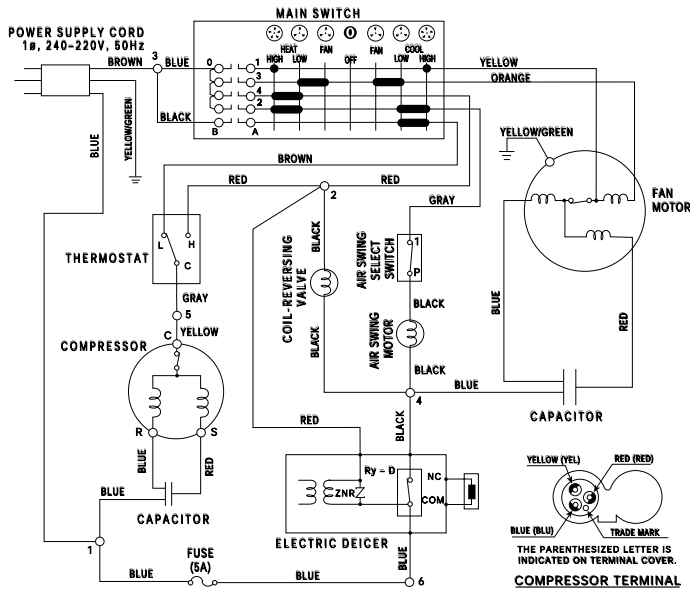 MAIN SWITCH
POWER SUPPLY CORD
1ø, 240-220V, 50Hz
HEAT
FAN
OFF
FAN
COOL
HIGH
LOW
LOW
HIGH
BROWN
3
BLUE
0
1
YELLOW
3
ORANGE
4
2
BLACK
B
A
BLUE
YELLOW/GREEN
YELLOW/GREEN
BROWN
RED
RED
2
GRAY
FAN
MOTOR
L
H
C
THERMOSTAT
BLACK
COIL-REVERSING
VALVE
AIR SWING
SELECT
SWITCH
1
P
GRAY
5
BLACK
C
YELLOW
COMPRESSOR
BLACK
AIR SWING
MOTOR
BLACK
BLUE
RED
BLUE
4
CAPACITOR
R
S
RED
BLACK
BLUE
RED
Ry - D
NC
ZNR
COM
BLUE
CAPACITOR
ELECTRIC DEICER
1
BLUE
FUSE
(5A)
BLUE
BLUE
6
YELLOW (YEL)
RED (RED)
BLUE (BLU)
TRADE MARK
THE PARENTHESIZED LETTER IS
INDICATED ON TERMINAL COVER.
COMPRESSOR TERMINAL